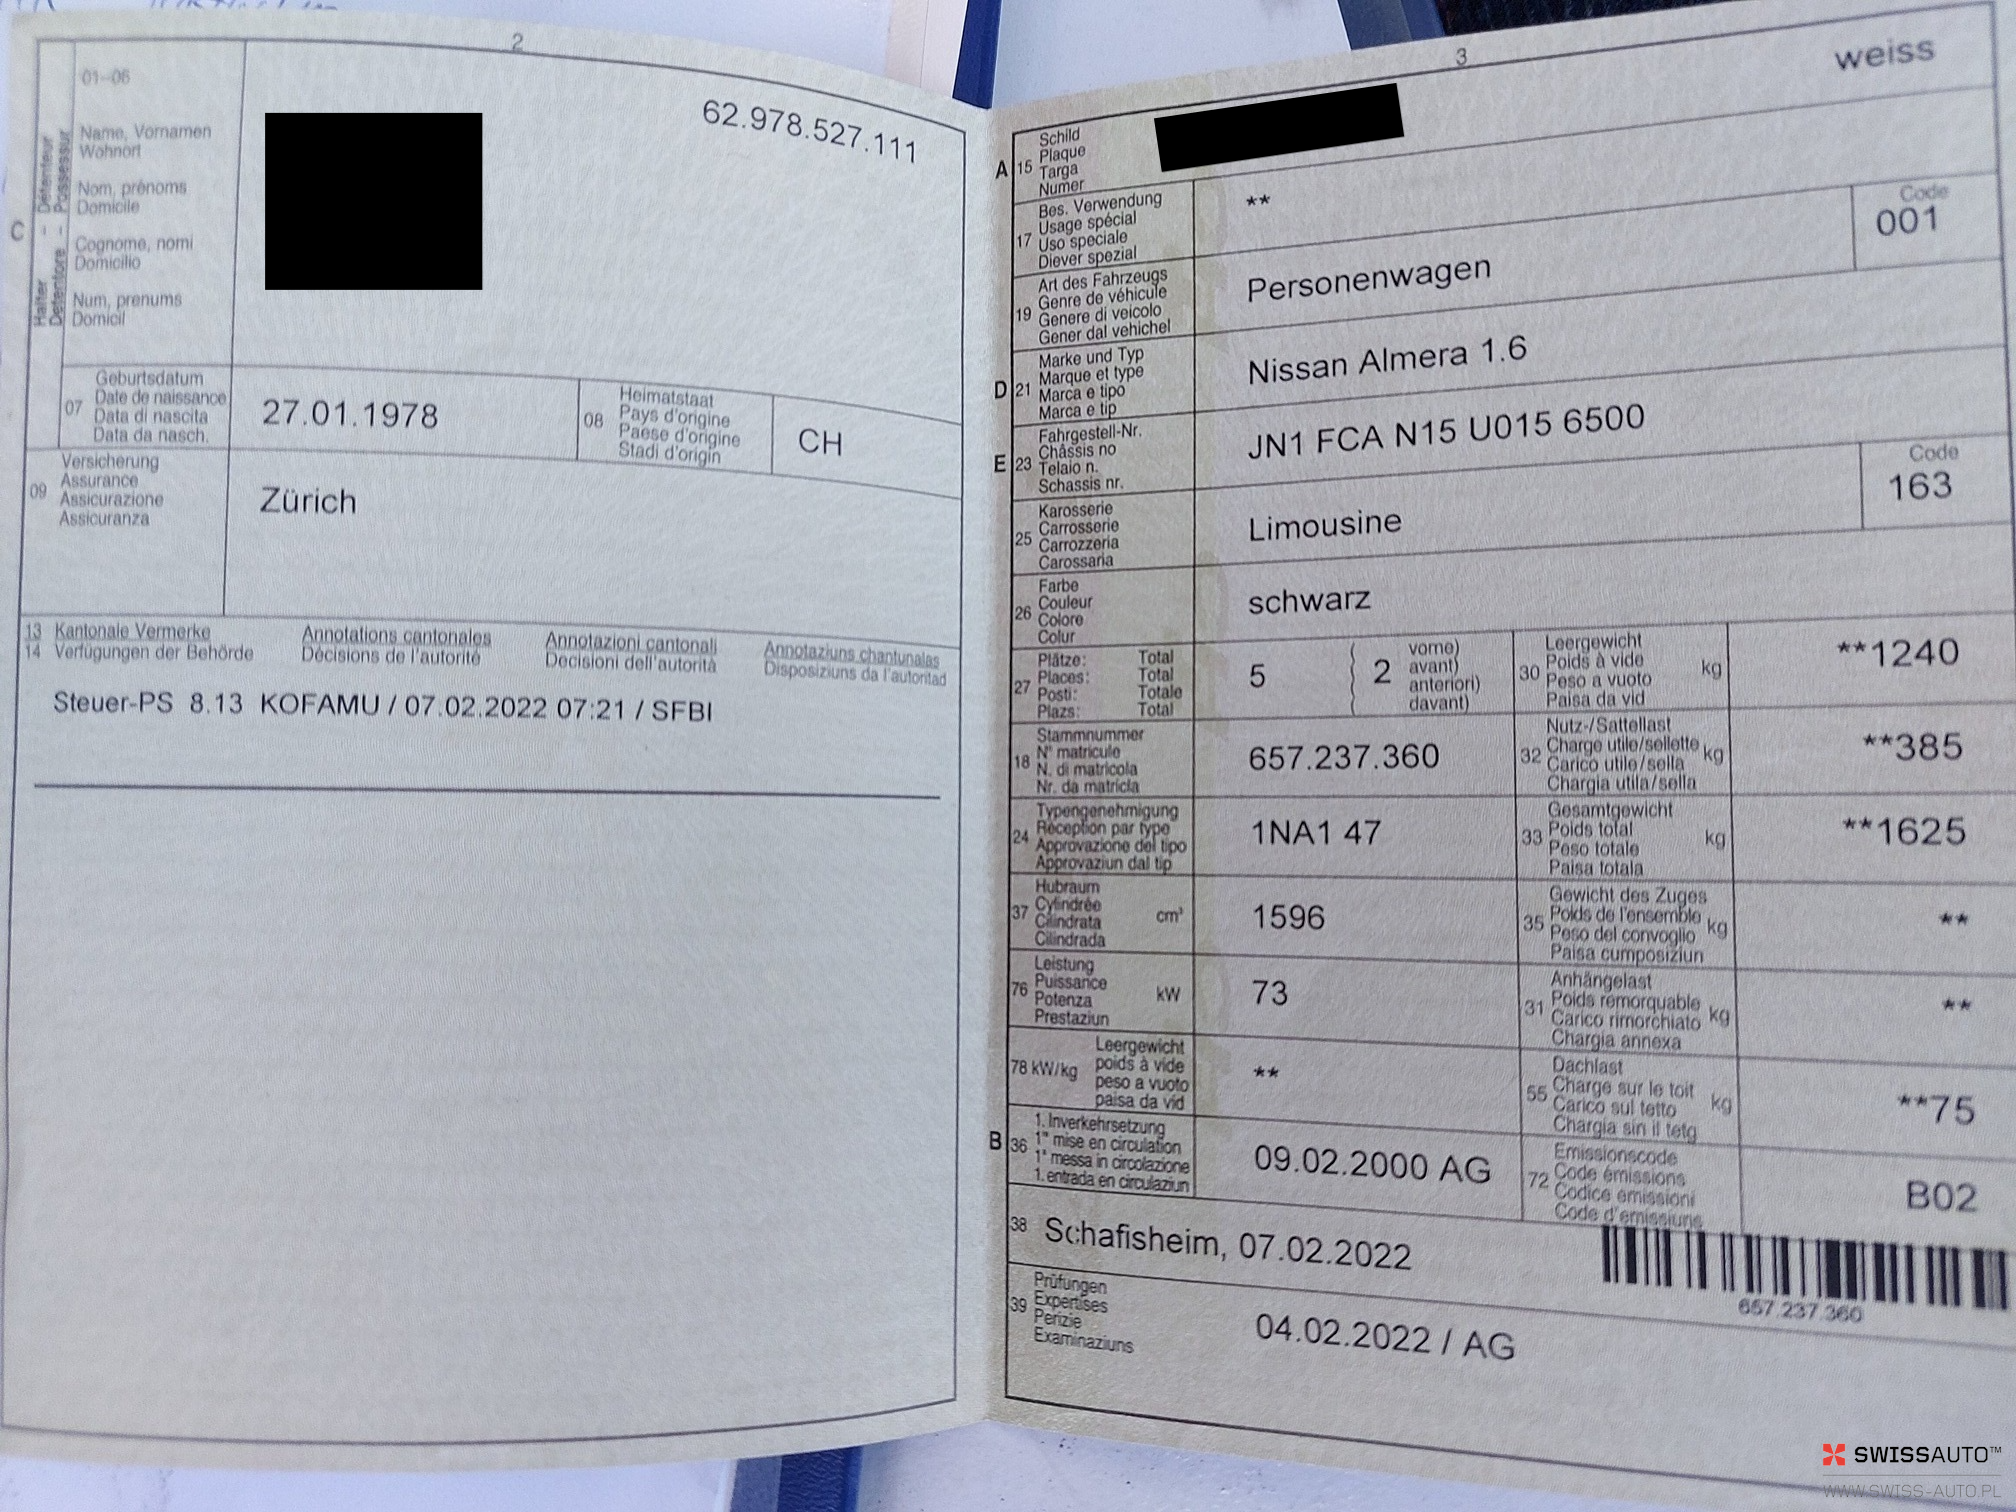 2
01–06
Name, Vornamen
Wohnort
Nom, prénoms
Domicile
Cognome, nomi
Domicilio
Num, prenums
Domicil
C
Halter - Détenteur
Detentore - Possessur
62.978.527.111
07
Geburtsdatum
Date de naissance
Data di nascita
Data da nasch.
27.01.1978
08
Heimatstaat
Pays d'origine
Paese d'origine
Stadi d'origin
CH
09
Versicherung
Assurance
Assicurazione
Assicuranza
Zürich
13 Kantonale Vermerke Annotations cantonales Annotazioni cantonali Annotaziuns chantunalas
14 Verfügungen der Behörde Décisions de l'autorité Decisioni dell'autorità Disposiziuns da l'autoritad
Steuer-PS 8.13 KOFAMU / 07.02.2022 07:21 / SFBI
3
weiss
A 15
Schild
Plaque
Targa
Numer
17
Bes. Verwendung
Usage spécial
Uso speciale
Diever spezial
**
19
Art des Fahrzeugs
Genre de véhicule
Genere di veicolo
Gener dal vehichel
Personenwagen
Code
001
D 21
Marke und Typ
Marque et type
Marca e tipo
Marca e tip
Nissan Almera 1.6
E 23
Fahrgestell-Nr.
Châssis no
Telaio n.
Schassis nr.
JN1 FCA N15 U015 6500
25
Karosserie
Carrosserie
Carrozzeria
Carossaria
Limousine
Code
163
26
Farbe
Couleur
Colore
Colur
schwarz
27
Plätze: Total
Places: Total
Posti: Totale
Plazs: Total
5 ( 2
vorne)
avant)
anteriori)
davant)
30
Leergewicht
Poids à vide
Peso a vuoto
Paisa da vid
kg
**1240
18
Stammnummer
N° matricule
N. di matricola
Nr. da matricla
657.237.360
32
Nutz-/Sattellast
Charge utile/sellette
Carico utile/sella
Chargia utila/sella
kg
**385
24
Typengenehmigung
Réception par type
Approvazione del tipo
Approvaziun dal tip
1NA1 47
33
Gesamtgewicht
Poids total
Peso totale
Paisa totala
kg
**1625
37
Hubraum
Cylindrée
Cilindrata
Cilindrada
cm³
1596
35
Gewicht des Zuges
Poids de l'ensemble
Peso del convoglio
Paisa cumposiziun
kg
**
76
Leistung
Puissance
Potenza
Prestaziun
kW
73
31
Anhängelast
Poids remorquable
Carico rimorchiato
Chargia annexa
kg
**
78 kW/kg
Leergewicht
poids à vide
peso a vuoto
paisa da vid
**
55
Dachlast
Charge sur le toit
Carico sul tetto
Chargia sin il tetg
kg
**75
B 36
1. Inverkehrsetzung
1re mise en circulation
1a messa in circolazione
1. entrada en circulaziun
09.02.2000 AG
72
Emissionscode
Code émissions
Codice emissioni
Code d'emissiuns
B02
38 Schafisheim, 07.02.2022
657 237 360
39
Prüfungen
Expertises
Perizie
Examinaziuns
04.02.2022 / AG
SWISSAUTO™
WWW.SWISS-AUTO.PL